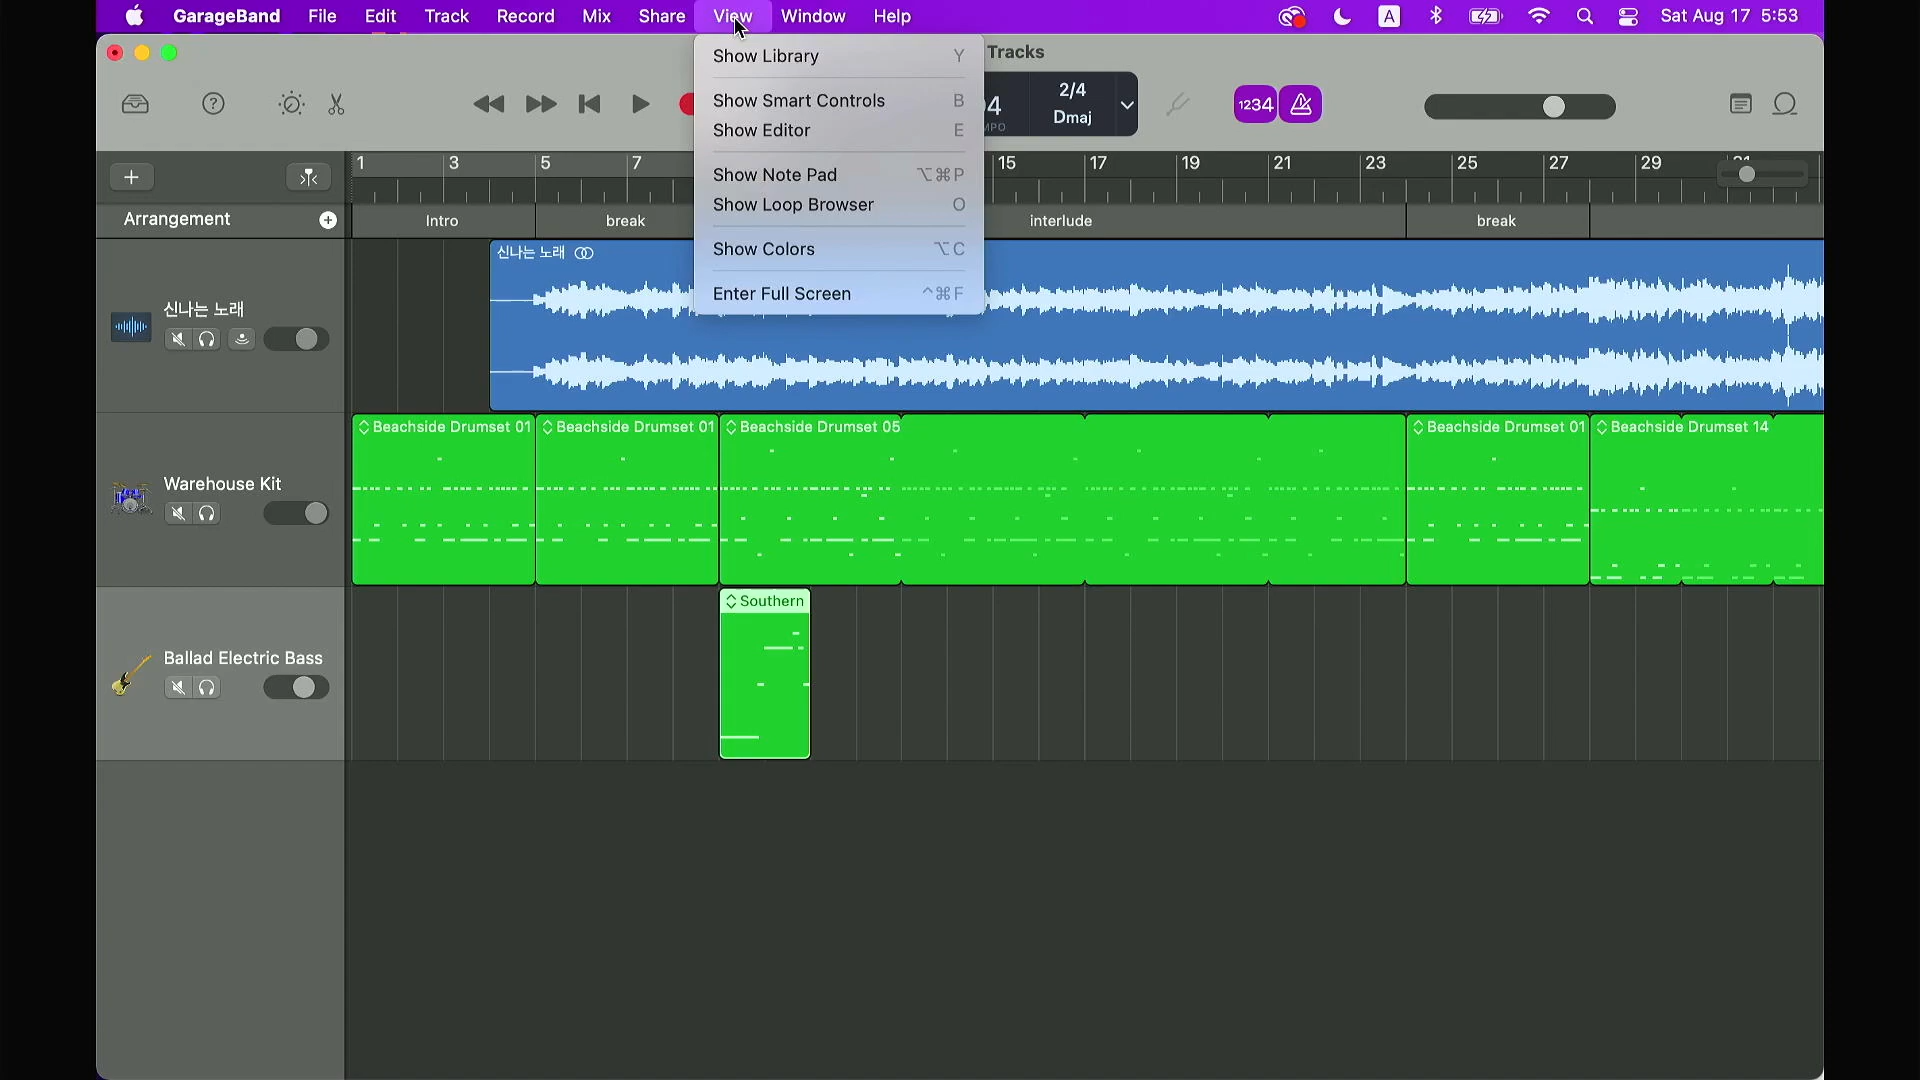 GarageBand File Edit Track Record Mix Share View Window Help A Sat Aug 17 5:53
Tracks
Show Library Y
Show Smart Controls B
Show Editor E
Show Note Pad ⌥⌘P
Show Loop Browser O
Show Colors ⌥C
Enter Full Screen ^⌘F
2/4
Dmaj
1234
1 3 5 7 15 17 19 21 23 25 27 29
Arrangement
Intro break interlude break
신나는 노래
신나는 노래
Beachside Drumset 01 Beachside Drumset 01 Beachside Drumset 05 Beachside Drumset 01 Beachside Drumset 14
Warehouse Kit
Southern
Ballad Electric Bass